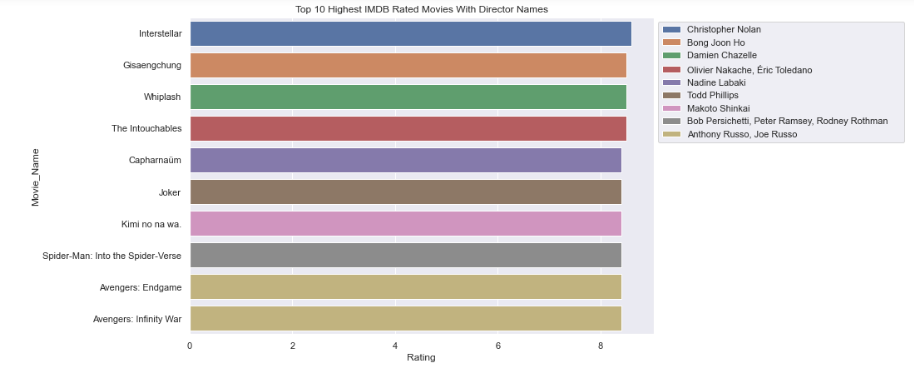 Top 10 Highest IMDB Rated Movies With Director Names
Interstellar
Gisaengchung
Whiplash
The Intouchables
Capharnaüm
Joker
Kimi no na wa.
Spider-Man: Into the Spider-Verse
Avengers: Endgame
Avengers: Infinity War
Movie_Name
0 2 4 6 8
Rating
Christopher Nolan
Bong Joon Ho
Damien Chazelle
Olivier Nakache, Éric Toledano
Nadine Labaki
Todd Phillips
Makoto Shinkai
Bob Persichetti, Peter Ramsey, Rodney Rothman
Anthony Russo, Joe Russo